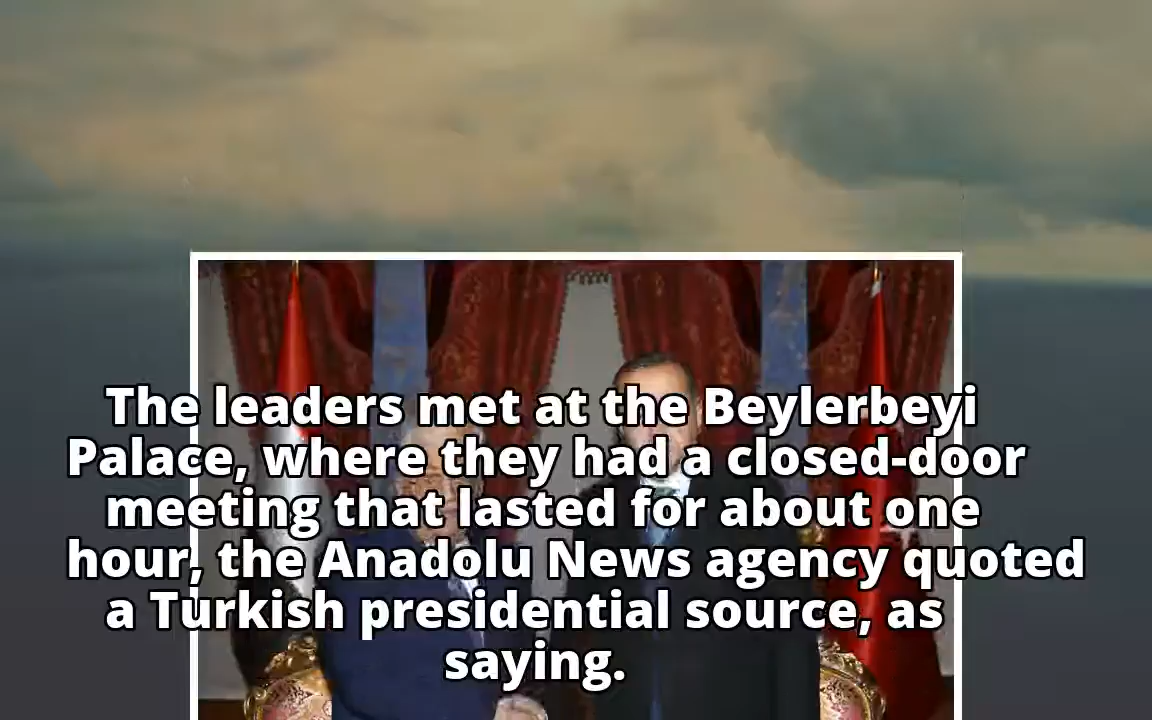 The leaders met at the Beylerbeyi
Palace, where they had a closed-door
meeting that lasted for about one
hour, the Anadolu News agency quoted
a Turkish presidential source, as
saying.